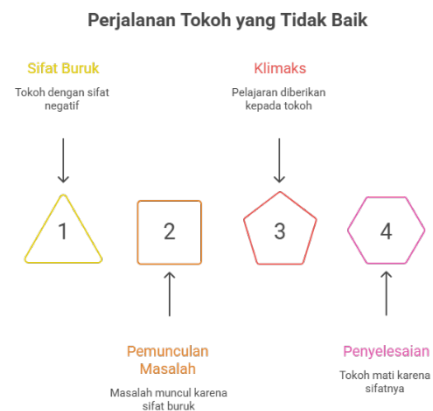 Perjalanan Tokoh yang Tidak Baik
Sifat Buruk
Tokoh dengan sifat
negatif
Klimaks
Pelajaran diberikan
kepada tokoh
1
2
3
4
Pemunculan
Masalah
Masalah muncul karena
sifat buruk
Penyelesaian
Tokoh mati karena
sifatnya